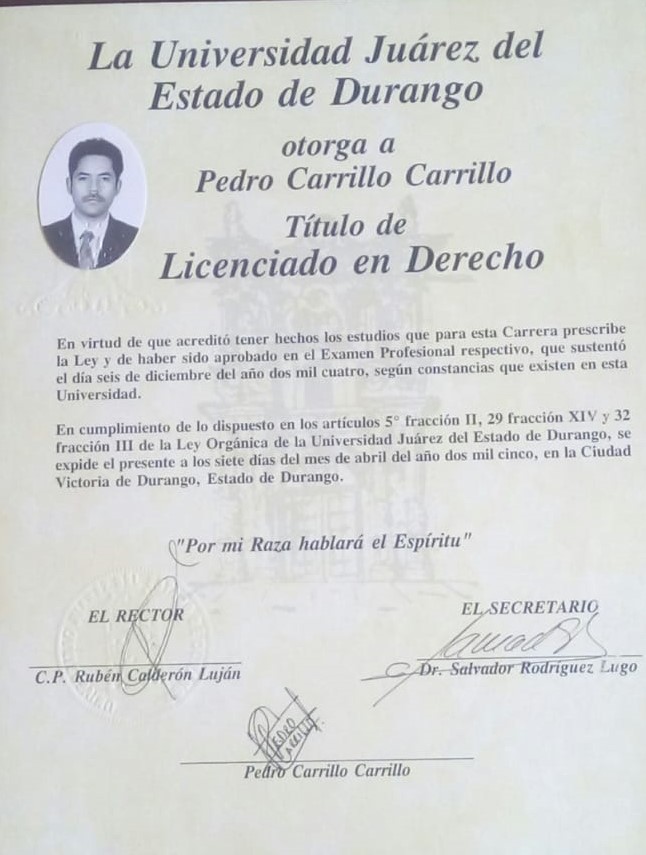 La Universidad Juárez del
Estado de Durango
otorga a
Pedro Carrillo Carrillo
Título de
Licenciado en Derecho
En virtud de que acreditó tener hechos los estudios que para esta Carrera prescribe
la Ley y de haber sido aprobado en el Examen Profesional respectivo, que sustentó
el día seis de diciembre del año dos mil cuatro, según constancias que existen en esta
Universidad.
En cumplimiento de lo dispuesto en los artículos 5° fracción II, 29 fracción XIV y 32
fracción III de la Ley Orgánica de la Universidad Juárez del Estado de Durango, se
expide el presente a los siete días del mes de abril del año dos mil cinco, en la Ciudad
Victoria de Durango, Estado de Durango.
"Por mi Raza hablará el Espíritu"
EL RECTOR
C.P. Rubén Calderón Luján
EL SECRETARIO
Dr. Salvador Rodríguez Lugo
PEDRO
CARRILLO
Pedro Carrillo Carrillo